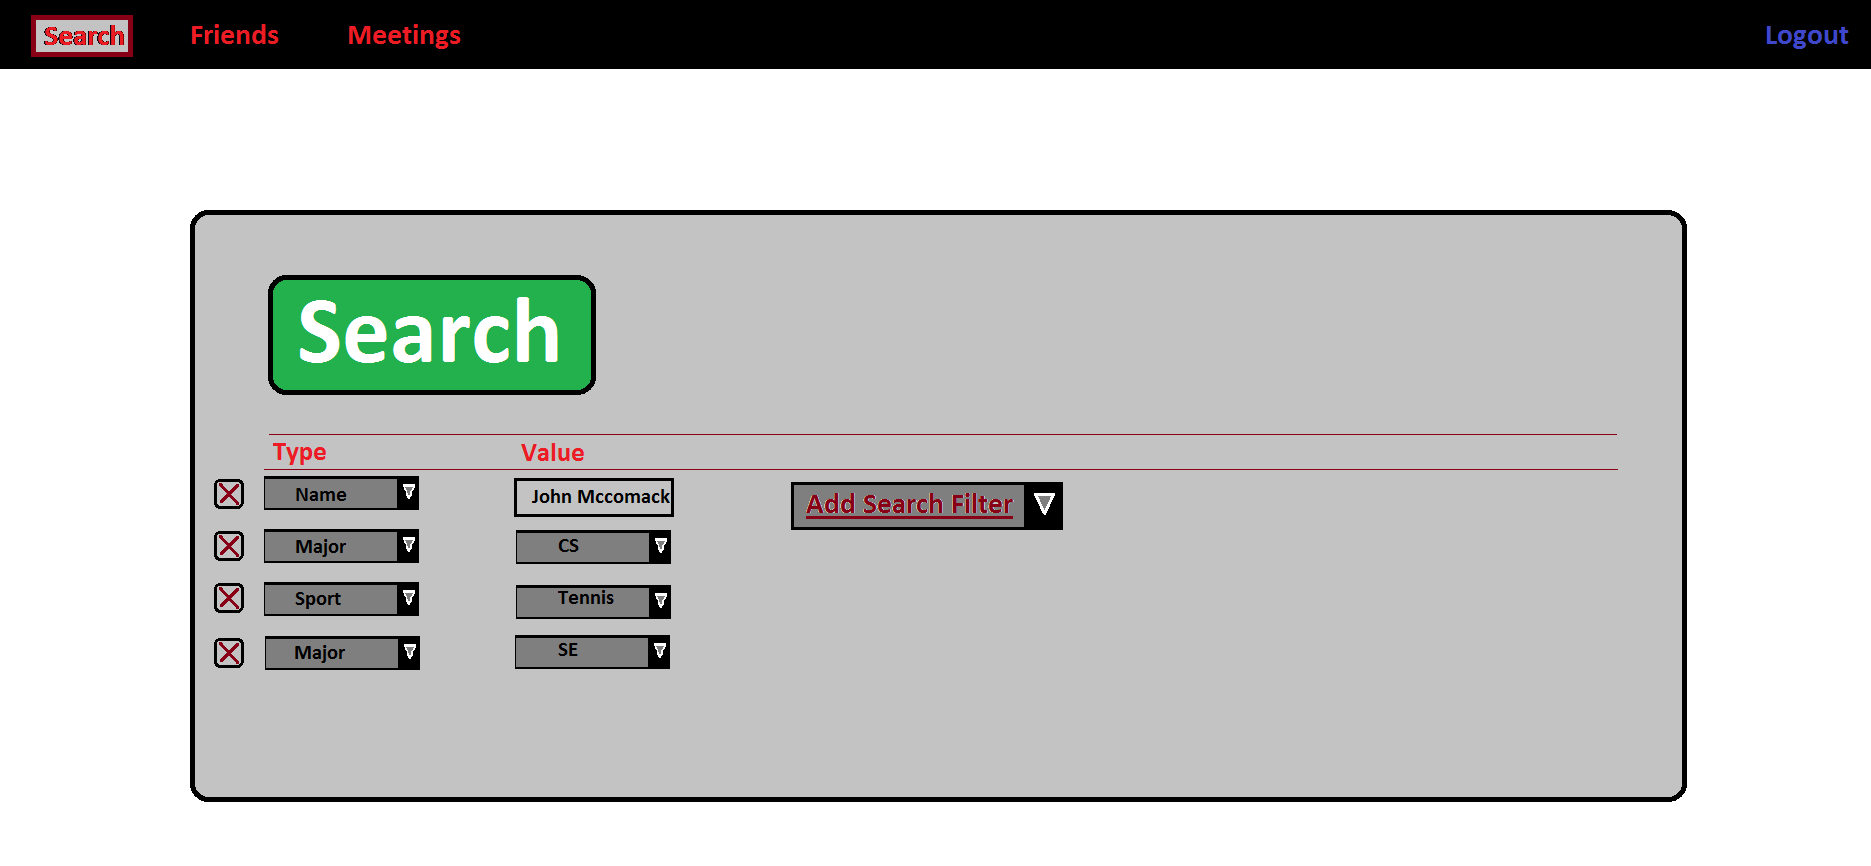 Search Friends Meetings Logout
Search
Type Value
Name John Mccomack Add Search Filter
Major CS
Sport Tennis
Major SE